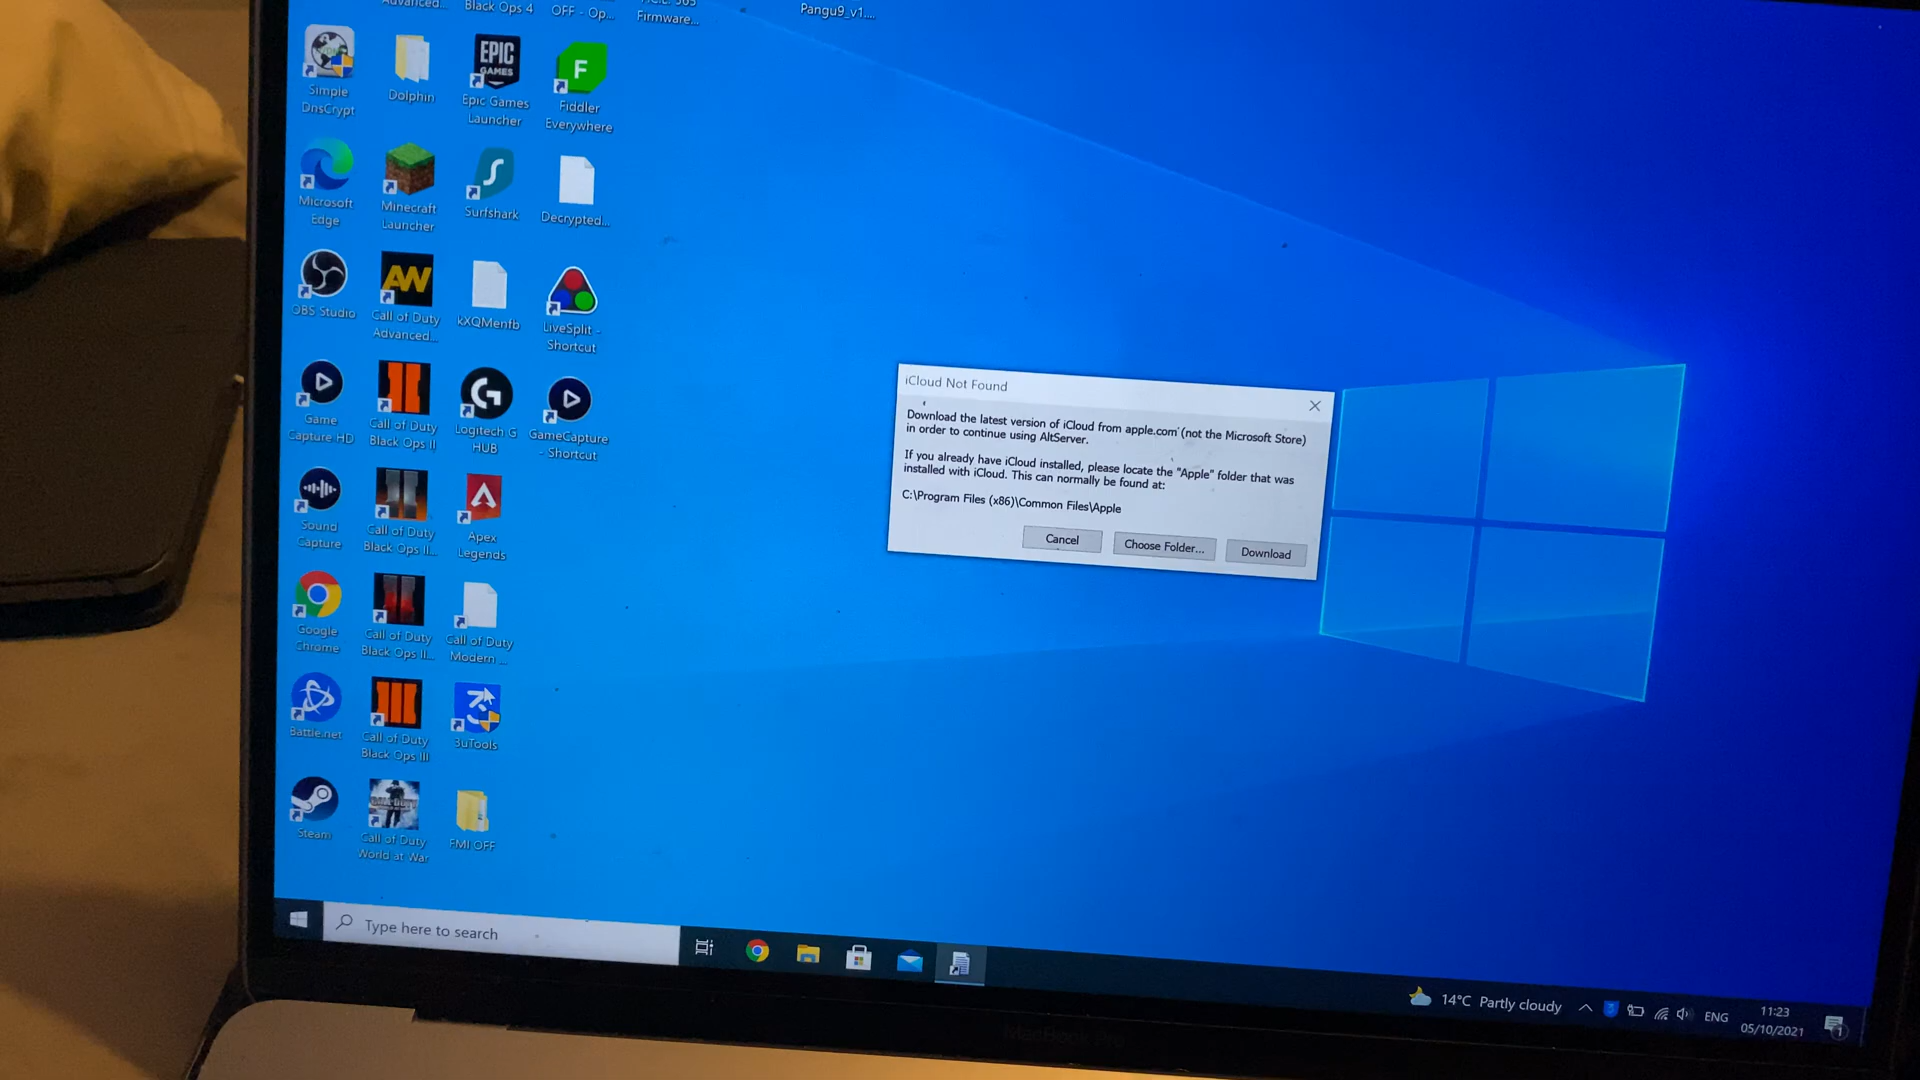 Advanced...
Black Ops 4
OFF - Op...
Firmware...
Pangu9_v1....
Simple
DnsCrypt
Dolphin
EPIC
GAMES
Epic Games
Launcher
F
Fiddler
Everywhere
Microsoft
Edge
Minecraft
Launcher
Surfshark
Decrypted...
OBS Studio
AW
Call of Duty
Advanced...
kXQMenfb
LiveSplit -
Shortcut
Game
Capture HD
Call of Duty
Black Ops II
Logitech G
HUB
GameCapture
- Shortcut
Sound
Capture
Call of Duty
Black Ops II...
Apex
Legends
Google
Chrome
Call of Duty
Black Ops II...
Call of Duty
Modern ...
Battle.net
Call of Duty
Black Ops III
3uTools
Steam
Call of Duty
World at War
FMI OFF
iCloud Not Found
Download the latest version of iCloud from apple.com (not the Microsoft Store)
in order to continue using AltServer.
If you already have iCloud installed, please locate the "Apple" folder that was
installed with iCloud. This can normally be found at:
C:\Program Files (x86)\Common Files\Apple
Cancel
Choose Folder...
Download
Type here to search
14°C Partly cloudy
ENG
11:23
05/10/2021
1
MacBook Pro